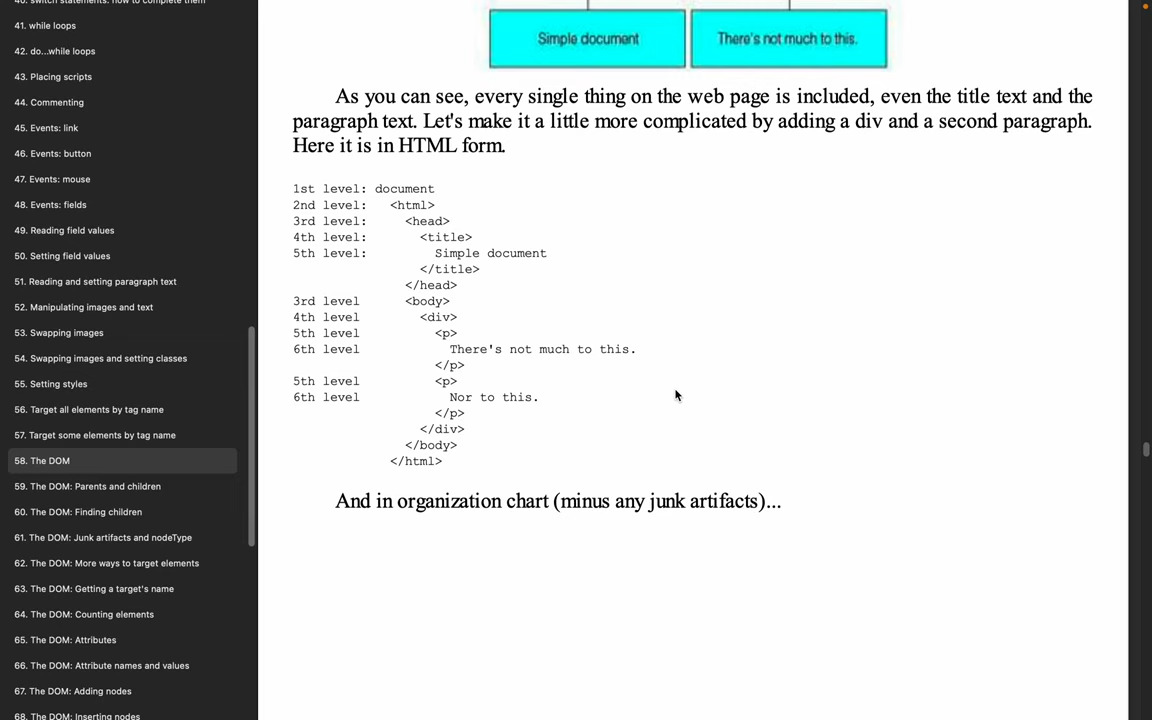 40. switch statements: how to complete them
41. while loops
42. do...while loops
43. Placing scripts
44. Commenting
45. Events: link
46. Events: button
47. Events: mouse
48. Events: fields
49. Reading field values
50. Setting field values
51. Reading and setting paragraph text
52. Manipulating images and text
53. Swapping images
54. Swapping images and setting classes
55. Setting styles
56. Target all elements by tag name
57. Target some elements by tag name
58. The DOM
59. The DOM: Parents and children
60. The DOM: Finding children
61. The DOM: Junk artifacts and nodeType
62. The DOM: More ways to target elements
63. The DOM: Getting a target's name
64. The DOM: Counting elements
65. The DOM: Attributes
66. The DOM: Attribute names and values
67. The DOM: Adding nodes
68. The DOM: Inserting nodes
Simple document
There's not much to this.
As you can see, every single thing on the web page is included, even the title text and the
paragraph text. Let's make it a little more complicated by adding a div and a second paragraph.
Here it is in HTML form.
1st level: document
2nd level: <html>
3rd level: <head>
4th level: <title>
5th level: Simple document
</title>
</head>
3rd level <body>
4th level <div>
5th level <p>
6th level There's not much to this.
</p>
5th level <p>
6th level Nor to this.
</p>
</div>
</body>
</html>
And in organization chart (minus any junk artifacts)...